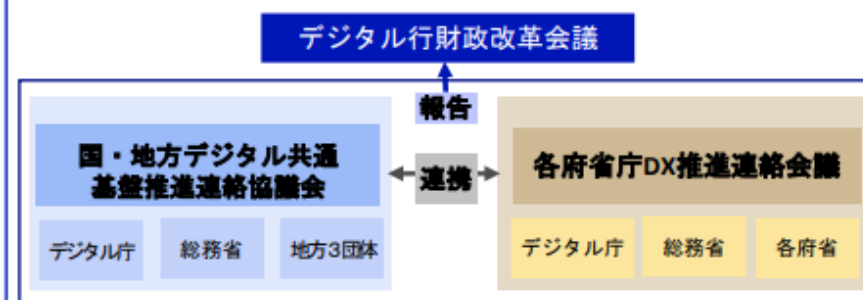 デジタル行財政改革会議
報告
国・地方デジタル共通
基盤推進連絡協議会
連携
各府省庁DX推進連絡会議
デジタル庁
総務省
地方3団体
デジタル庁
総務省
各府省